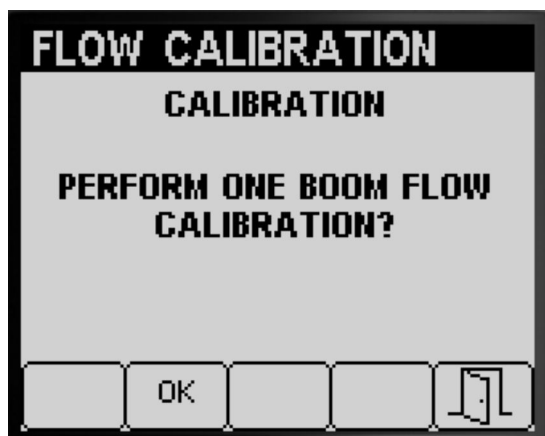 FLOW CALIBRATION
CALIBRATION
PERFORM ONE BOOM FLOW
CALIBRATION?
OK